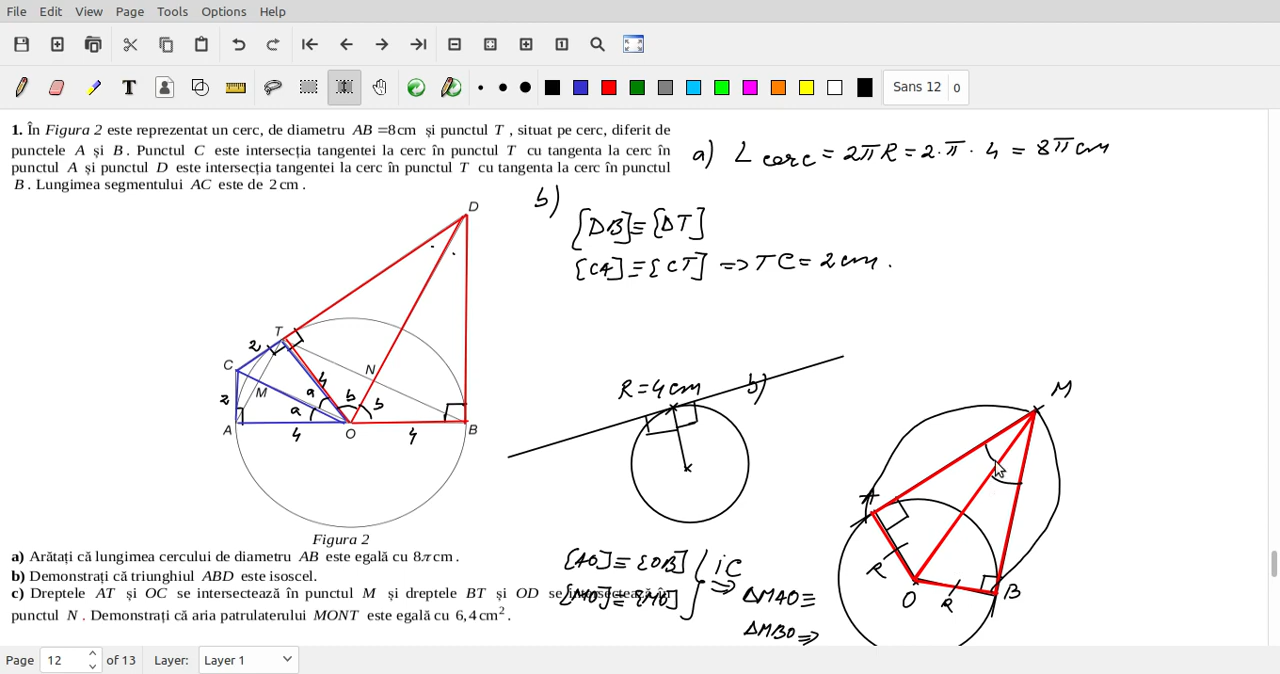 File Edit View Page Tools Options Help
Sans 12 0
1. În Figura 2 este reprezentat un cerc, de diametru AB = 8cm și punctul T , situat pe cerc, diferit de
punctele A și B . Punctul C este intersecția tangentei la cerc în punctul T cu tangenta la cerc în
punctul A și punctul D este intersecția tangentei la cerc în punctul T cu tangenta la cerc în punctul
B . Lungimea segmentului AC este de 2 cm .
a) L cerc = 2πR = 2·π·4 = 8π cm
b)
[DB]≡[DT]
[CA]≡[CT] => TC = 2cm.
D
T
2
C
N
M
4
b
b
a
a
2
A
4
O
4
B
Figura 2
R = 4cm
b)
M
A
R
O
R
B
[AO]≡[OB]
[MO]≡[MO]
iC
=>
ΔMAO≡
ΔMBO=>
a) Arătați că lungimea cercului de diametru AB este egală cu 8π cm .
b) Demonstrați că triunghiul ABD este isoscel.
c) Dreptele AT și OC se intersectează în punctul M și dreptele BT și OD se intersectează în
punctul N . Demonstrați că aria patrulaterului MONT este egală cu 6,4 cm² .
Page 12 of 13 Layer: Layer 1